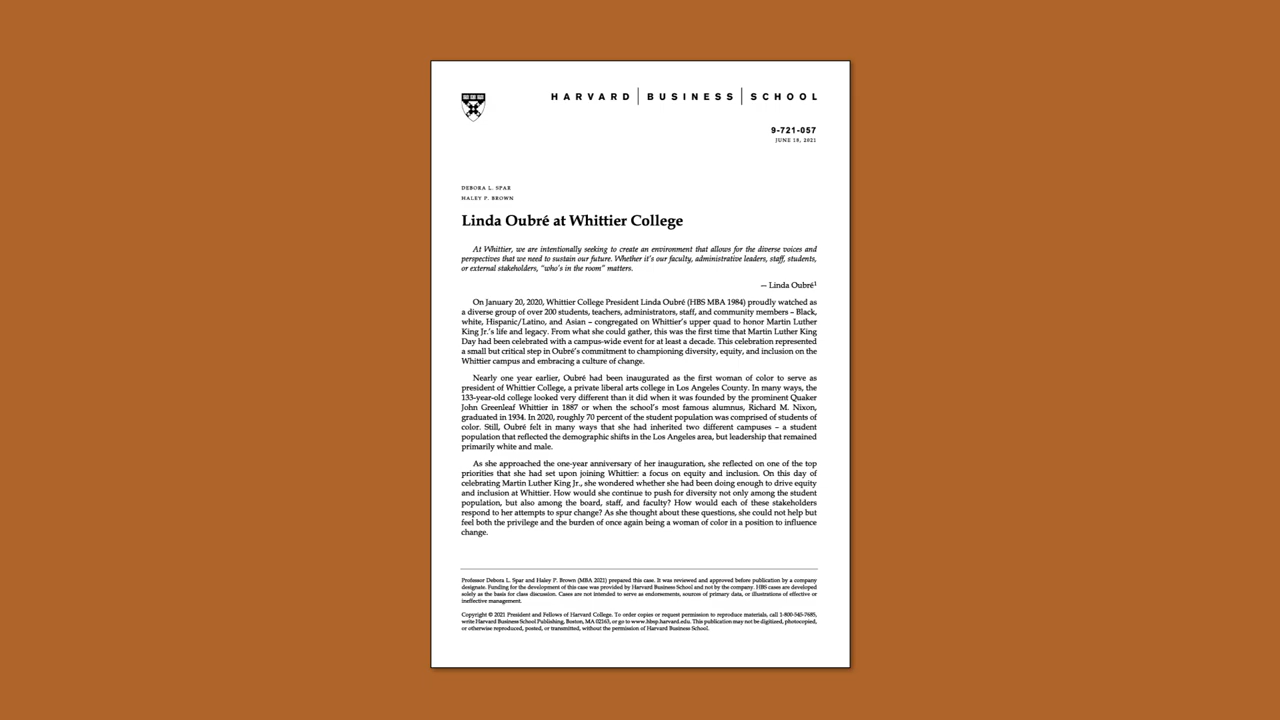 HARVARD | BUSINESS | SCHOOL
9-721-057
JUNE 18, 2021
DEBORA L. SPAR
HALEY P. BROWN
Linda Oubré at Whittier College
At Whittier, we are intentionally seeking to create an environment that allows for the diverse voices and
perspectives that we need to sustain our future. Whether it's our faculty, administrative leaders, staff, students,
or external stakeholders, "who's in the room" matters.
— Linda Oubré¹
On January 20, 2020, Whittier College President Linda Oubré (HBS MBA 1984) proudly watched as
a diverse group of over 200 students, teachers, administrators, staff, and community members – Black,
white, Hispanic/Latino, and Asian – congregated on Whittier's upper quad to honor Martin Luther
King Jr.'s life and legacy. From what she could gather, this was the first time that Martin Luther King
Day had been celebrated with a campus-wide event for at least a decade. This celebration represented
a small but critical step in Oubré's commitment to championing diversity, equity, and inclusion on the
Whittier campus and embracing a culture of change.
Nearly one year earlier, Oubré had been inaugurated as the first woman of color to serve as
president of Whittier College, a private liberal arts college in Los Angeles County. In many ways, the
133-year-old college looked very different than it did when it was founded by the prominent Quaker
John Greenleaf Whittier in 1887 or when the school's most famous alumnus, Richard M. Nixon,
graduated in 1934. In 2020, roughly 70 percent of the student population was comprised of students of
color. Still, Oubré felt in many ways that she had inherited two different campuses – a student
population that reflected the demographic shifts in the Los Angeles area, but leadership that remained
primarily white and male.
As she approached the one-year anniversary of her inauguration, she reflected on one of the top
priorities that she had set upon joining Whittier: a focus on equity and inclusion. On this day of
celebrating Martin Luther King Jr., she wondered whether she had been doing enough to drive equity
and inclusion at Whittier. How would she continue to push for diversity not only among the student
population, but also among the board, staff, and faculty? How would each of these stakeholders
respond to her attempts to spur change? As she thought about these questions, she could not help but
feel both the privilege and the burden of once again being a woman of color in a position to influence
change.
Professor Debora L. Spar and Haley P. Brown (MBA 2021) prepared this case. It was reviewed and approved before publication by a company
designate. Funding for the development of this case was provided by Harvard Business School and not by the company. HBS cases are developed
solely as the basis for class discussion. Cases are not intended to serve as endorsements, sources of primary data, or illustrations of effective or
ineffective management.
Copyright © 2021 President and Fellows of Harvard College. To order copies or request permission to reproduce materials, call 1-800-545-7685,
write Harvard Business School Publishing, Boston, MA 02163, or go to www.hbsp.harvard.edu. This publication may not be digitized, photocopied,
or otherwise reproduced, posted, or transmitted, without the permission of Harvard Business School.